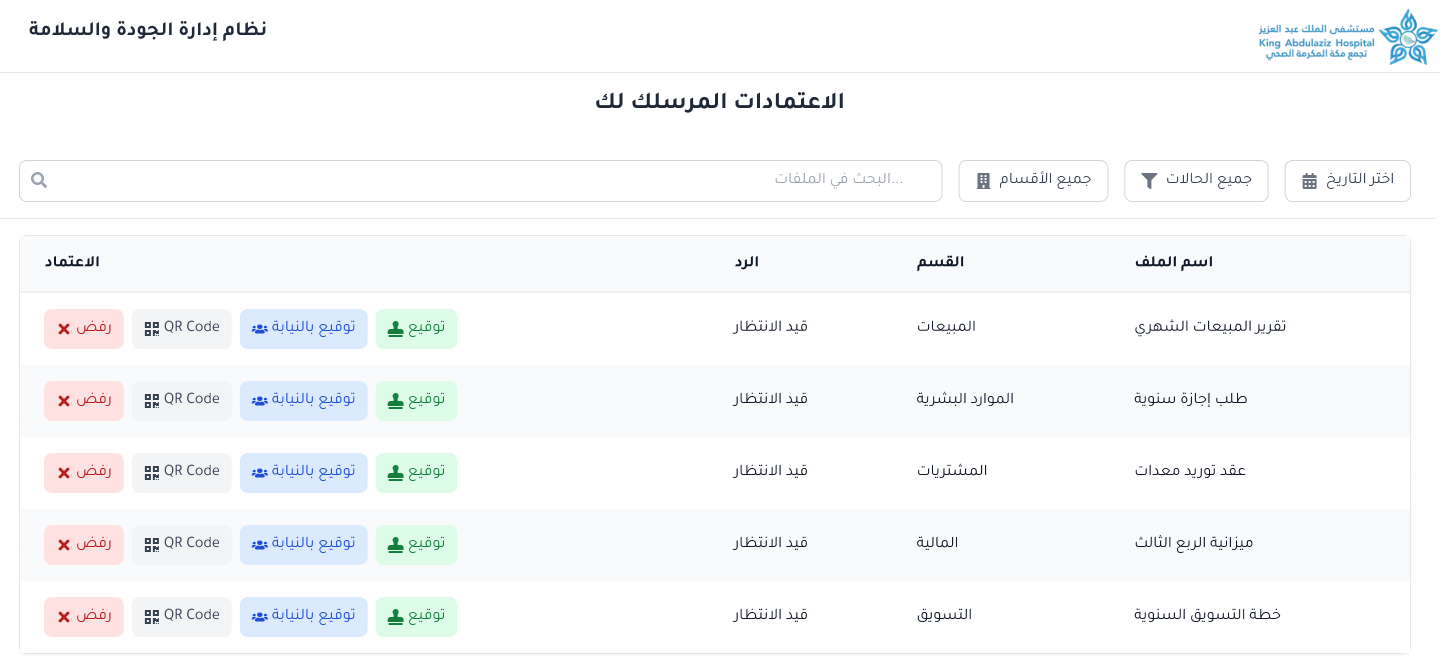 مستشفى الملك عبد العزيز
King Abdulaziz Hospital
تجمع مكة المكرمة الصحي
نظام إدارة الجودة والسلامة
الاعتمادات المرسلك لك
اختر التاريخ
جميع الحالات
جميع الأقسام
البحث في الملفات...
اسم الملف القسم الرد الاعتماد
تقرير المبيعات الشهري المبيعات قيد الانتظار توقيع توقيع بالنيابة QR Code رفض
طلب إجازة سنوية الموارد البشرية قيد الانتظار توقيع توقيع بالنيابة QR Code رفض
عقد توريد معدات المشتريات قيد الانتظار توقيع توقيع بالنيابة QR Code رفض
ميزانية الربع الثالث المالية قيد الانتظار توقيع توقيع بالنيابة QR Code رفض
خطة التسويق السنوية التسويق قيد الانتظار توقيع توقيع بالنيابة QR Code رفض